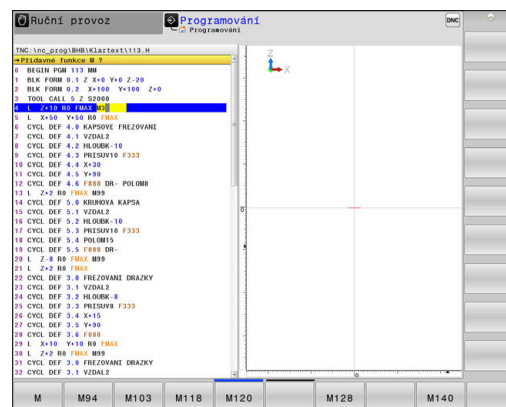 Ruční provoz
Programování
Programování
DNC
TNC:\nc_prog\BHB\Klartext\113.H
→Přídavné funkce M ?
0 BEGIN PGM 113 MM
1 BLK FORM 0.1 Z X+0 Y+0 Z-20
2 BLK FORM 0.2 X+100 Y+100 Z+0
3 TOOL CALL 5 Z S2000
4 L Z+10 R0 FMAX M3
5 L X+50 Y+50 R0 FMAX
6 CYCL DEF 4.0 KAPSOVE FREZOVANI
7 CYCL DEF 4.1 VZDAL2
8 CYCL DEF 4.2 HLOUBK-10
9 CYCL DEF 4.3 PRISUV10 F333
10 CYCL DEF 4.4 X+30
11 CYCL DEF 4.5 Y+90
12 CYCL DEF 4.6 F888 DR- POLOM8
13 L Z+2 R0 FMAX M99
14 CYCL DEF 5.0 KRUHOVA KAPSA
15 CYCL DEF 5.1 VZDAL2
16 CYCL DEF 5.2 HLOUBK-10
17 CYCL DEF 5.3 PRISUV10 F333
18 CYCL DEF 5.4 POLOM15
19 CYCL DEF 5.5 F888 DR-
20 L Z-8 R0 FMAX M99
21 L Z+2 R0 FMAX
22 CYCL DEF 3.0 FREZOVANI DRAZKY
23 CYCL DEF 3.1 VZDAL2
24 CYCL DEF 3.2 HLOUBK-8
25 CYCL DEF 3.3 PRISUV8 F333
26 CYCL DEF 3.4 X+15
27 CYCL DEF 3.5 Y+90
28 CYCL DEF 3.6 F888
29 L X+10 Y+10 R0 FMAX
30 L Z+2 R0 FMAX M99
31 CYCL DEF 3.0 FREZOVANI DRAZKY
32 CYCL DEF 3.1 VZDAL2
Z
X
0
0
M M94 M103 M118 M120 M128 M140